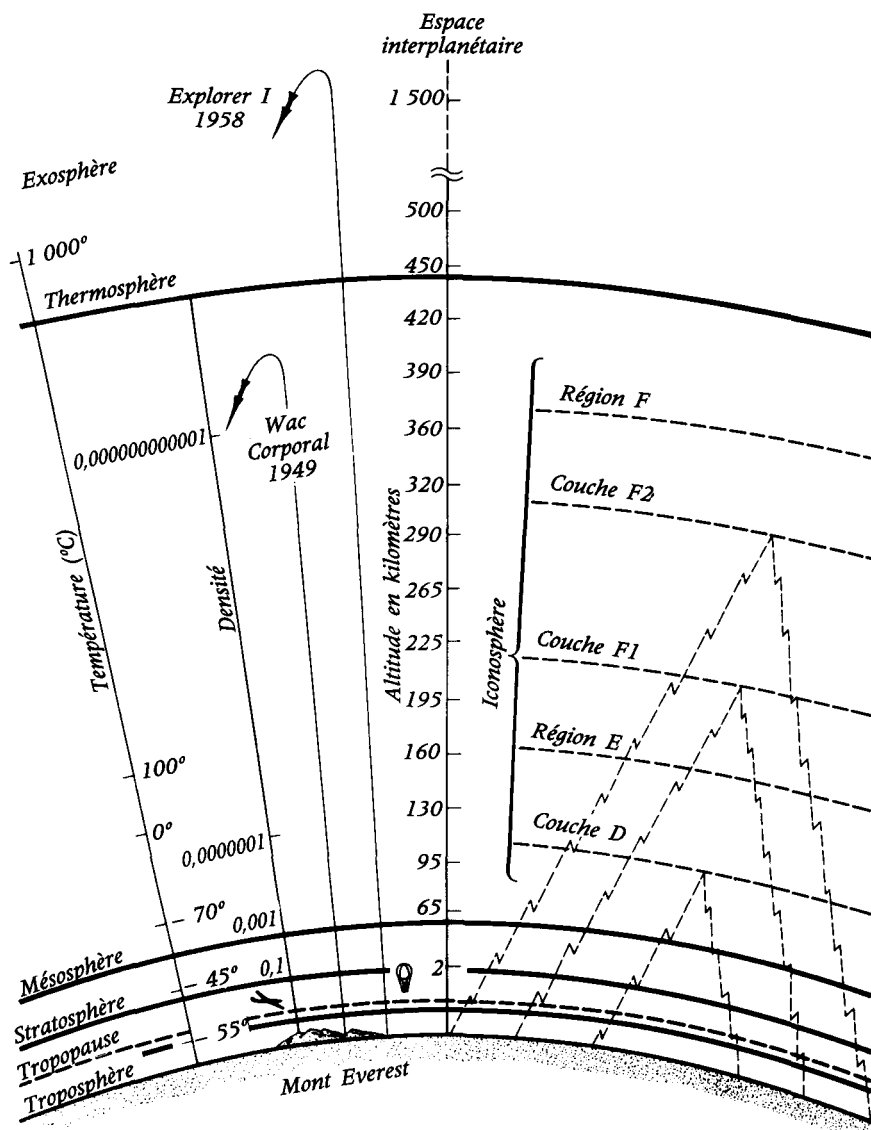 Espace
interplanétaire
Explorer I
1958
1 500
Exosphère
500
1 000°
450
Thermosphère
420
390
Région F
0,000000000001
Wac
Corporal
1949
360
320
Couche F2
290
Température (°C)
Densité
Altitude en kilomètres
Iconosphère
265
225
Couche F1
195
Région E
160
100°
130
0°
0,0000001
Couche D
95
70°
0,001
65
Mésosphère
45°
0,1
2
Stratosphère
Tropopause
55°
Troposphère
Mont Everest